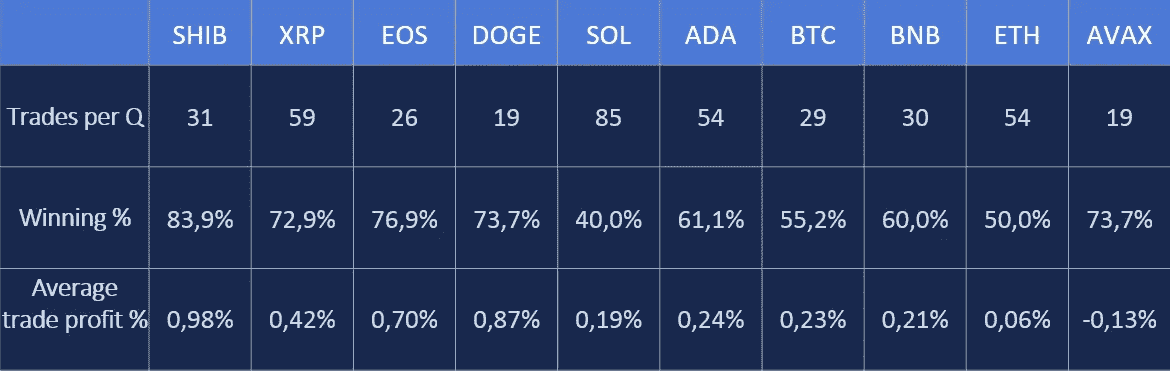 SHIB XRP EOS DOGE SOL ADA BTC BNB ETH AVAX
Trades per Q 31 59 26 19 85 54 29 30 54 19
Winning % 83,9% 72,9% 76,9% 73,7% 40,0% 61,1% 55,2% 60,0% 50,0% 73,7%
Average
trade profit % 0,98% 0,42% 0,70% 0,87% 0,19% 0,24% 0,23% 0,21% 0,06% -0,13%